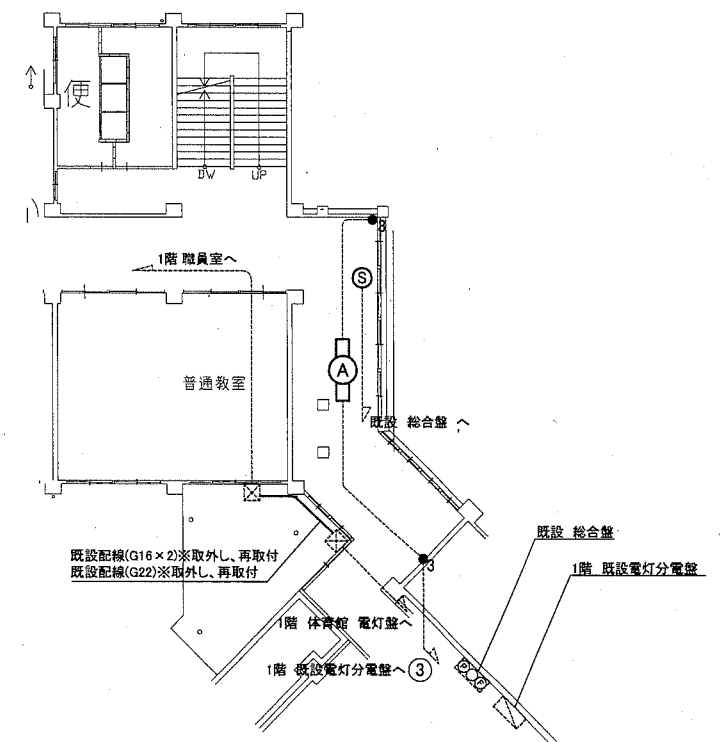 便
DW
UP
1階 職員室へ
3
S
A
普通教室
既設 総合盤 へ
既設 総合盤
既設配線(G16×2)※取外し、再取付
既設配線(G22)※取外し、再取付
3
1階 既設電灯分電盤
1階 体育館 電灯盤へ
1階 既設電灯分電盤へ ③
P
F